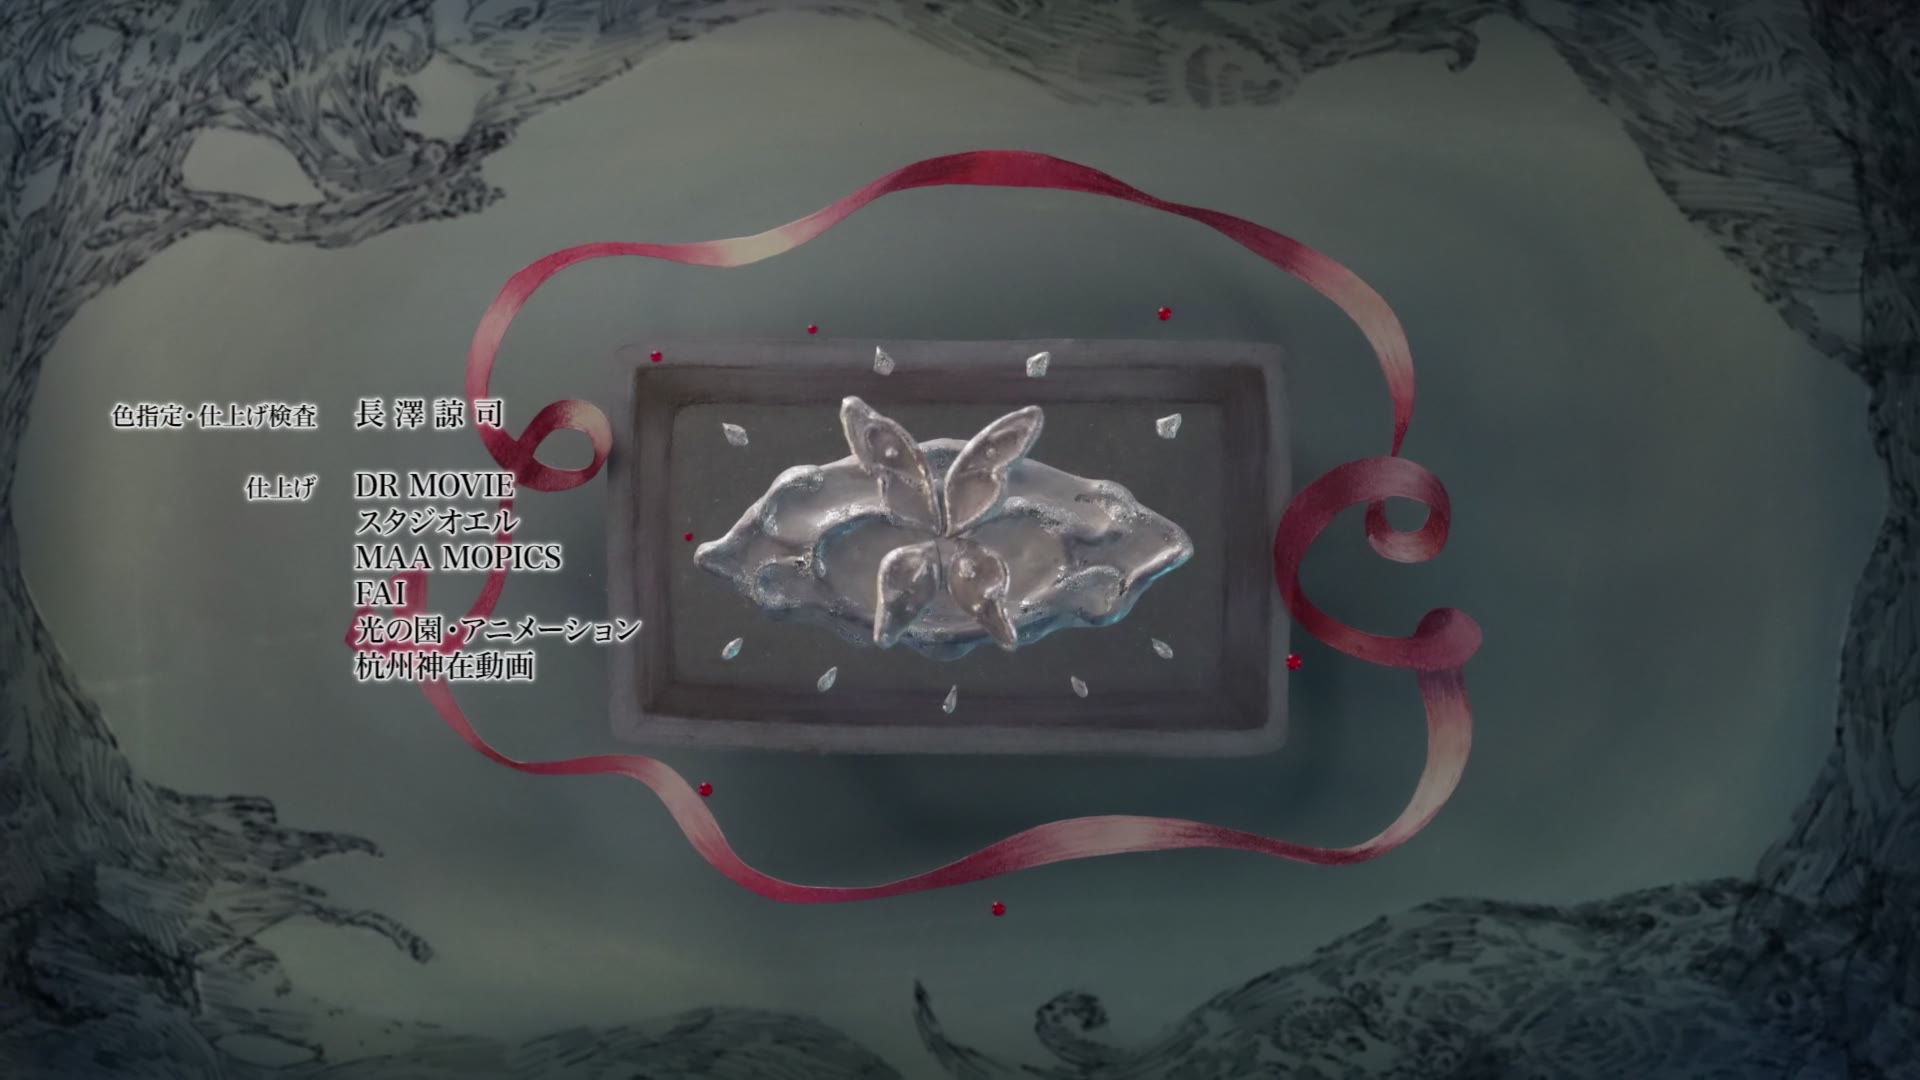 色指定・仕上げ検査 長澤諒司
仕上げ DR MOVIE
スタジオエル
MAA MOPICS
FAI
光の園・アニメーション
杭州神在動画